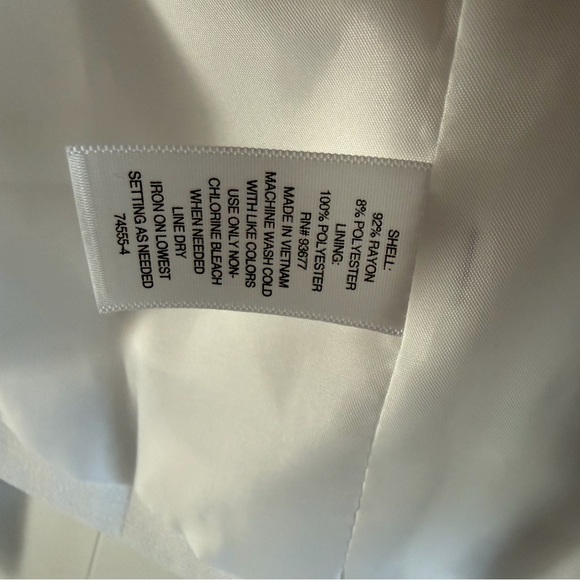 SHELL:
92% RAYON
8% POLYESTER
LINING:
100% POLYESTER
RN# 93677
MADE IN VIETNAM
MACHINE WASH COLD
WITH LIKE COLORS
USE ONLY NON-
CHLORINE BLEACH
WHEN NEEDED
LINE DRY
IRON ON LOWEST
SETTING AS NEEDED
74555-4